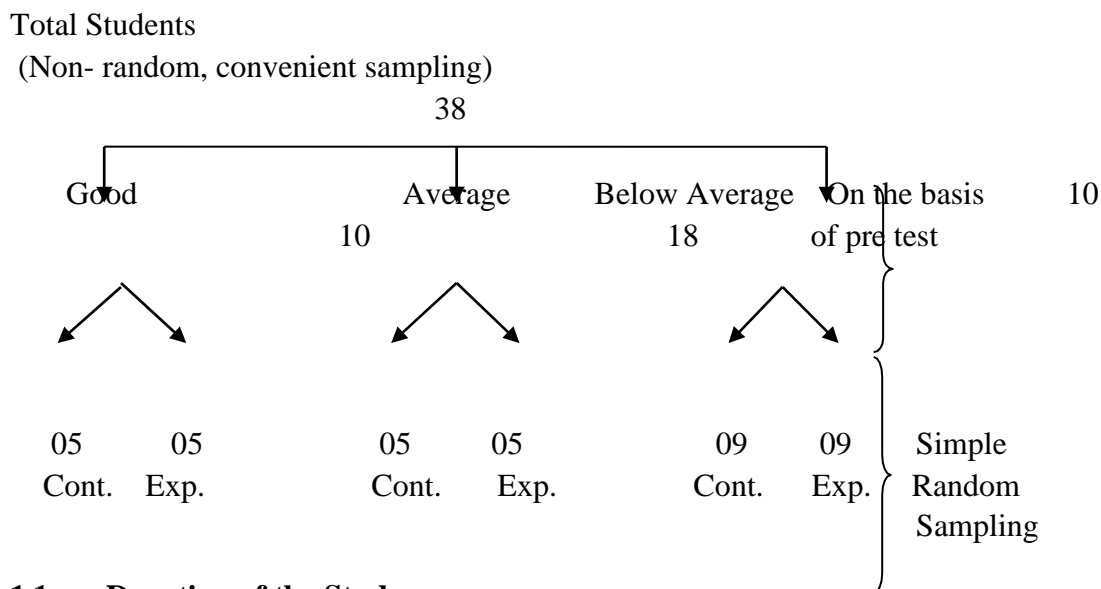 Total Students
(Non- random, convenient sampling)
38
Good Average Below Average On the basis 10
10 18 of pre test
05 05 05 05 09 09 Simple
Cont. Exp. Cont. Exp. Cont. Exp. Random
Sampling